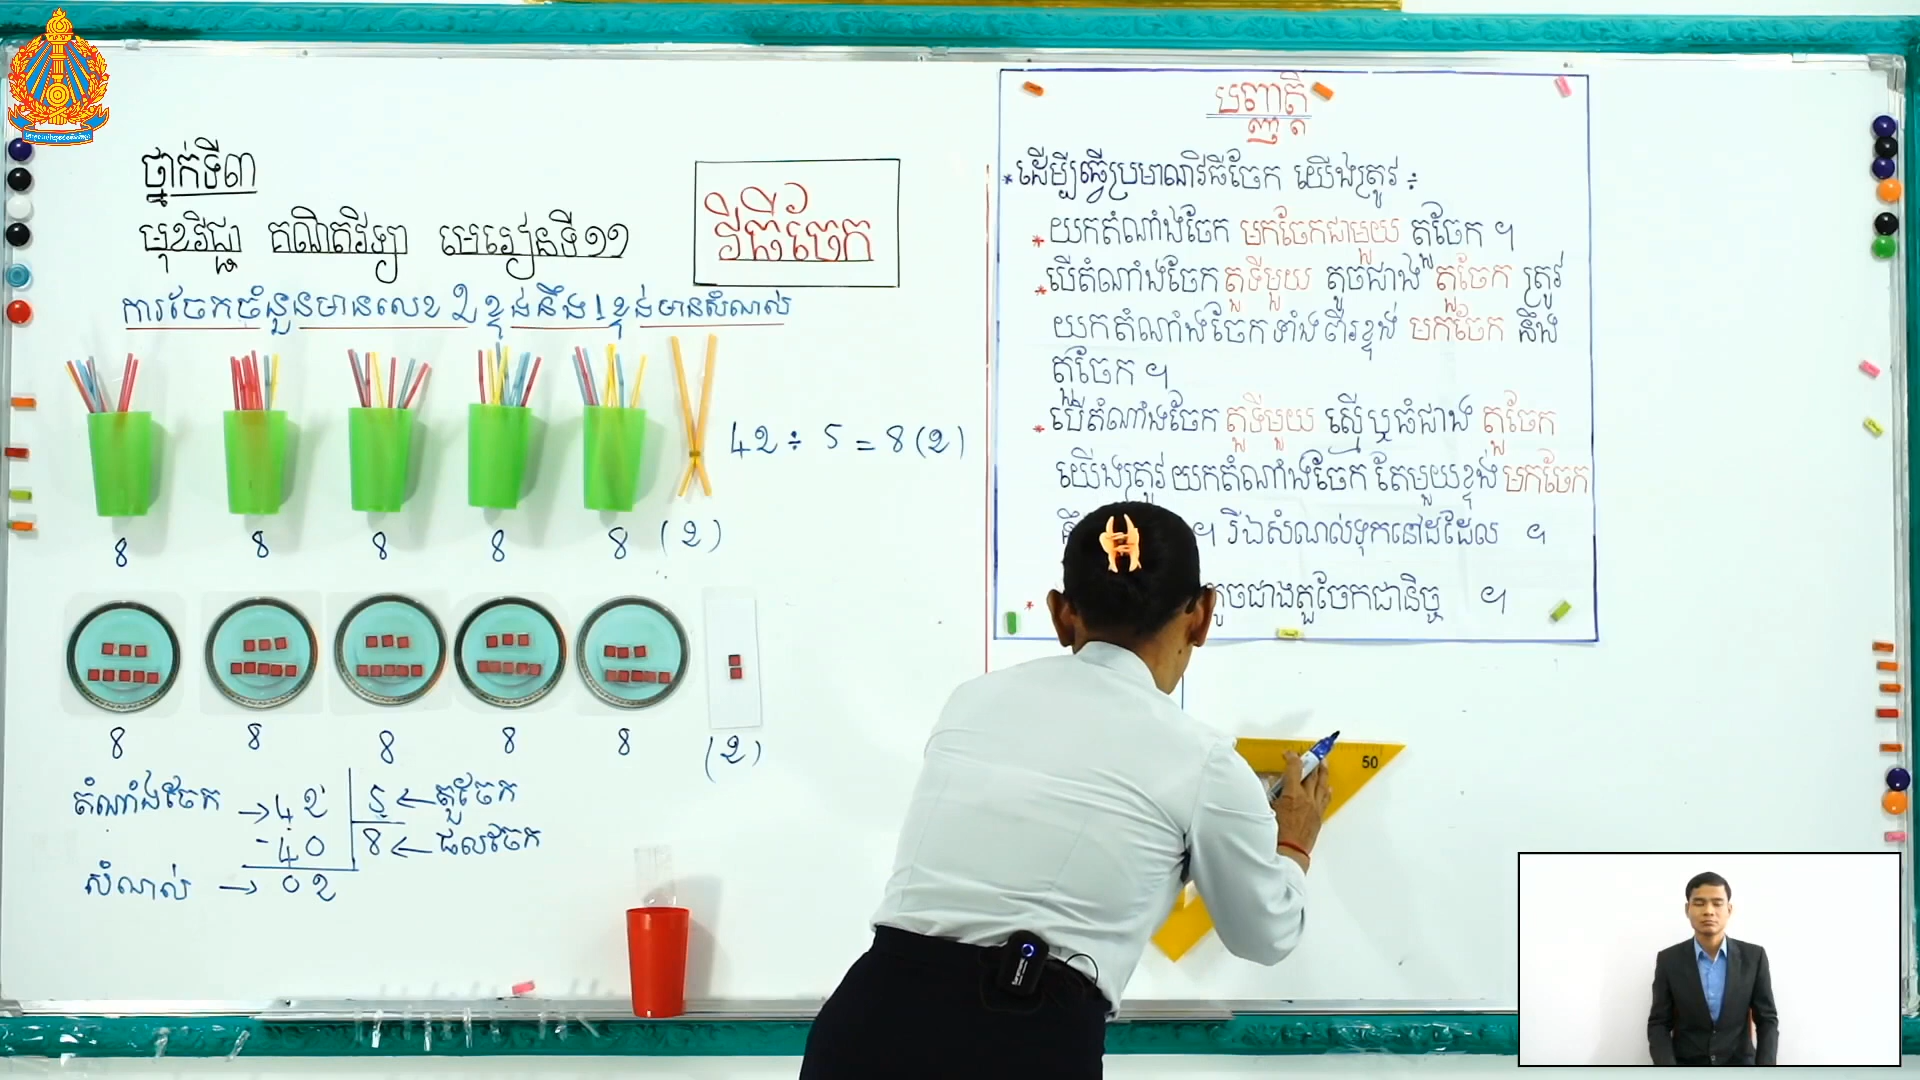 ថ្នាក់ទី៣
មុខវិជ្ជា គណិតវិទ្យា មេរៀនទី១១
វិធីចែក
ការចែកចំនួនមានលេខ 2 ខ្ទង់នឹង 1 ខ្ទង់មានសំណល់
42 ÷ 5 = 8 (2)
8 8 8 8 8 (2)
8 8 8 8 8 (2)
តំណាំងចែក → 42 5 ← តួចែក
- 40 8 ← ផលចែក
សំណល់ → 02
បញ្ញត្តិ
* ដើម្បីធ្វើប្រមាណវិធីចែក យើងត្រូវ ÷
* យកតំណាំងចែក មកចែកជាមួយ តួចែក ។
* បើតំណាំងចែក តួទីមួយ តូចជាង តួចែក ត្រូវ
យកតំណាំងចែកទាំងពីរខ្ទង់ មកចែក នឹង
តួចែក ។
* បើតំណាំងចែក តួទីមួយ ស្មើឬធំជាង តួចែក
យើងត្រូវយកតំណាំងចែក តែមួយខ្ទង់ មកចែក
។ រីឯសំណល់ទុកនៅដដែល ។
* តូចជាងតួចែកជានិច្ច ។
50